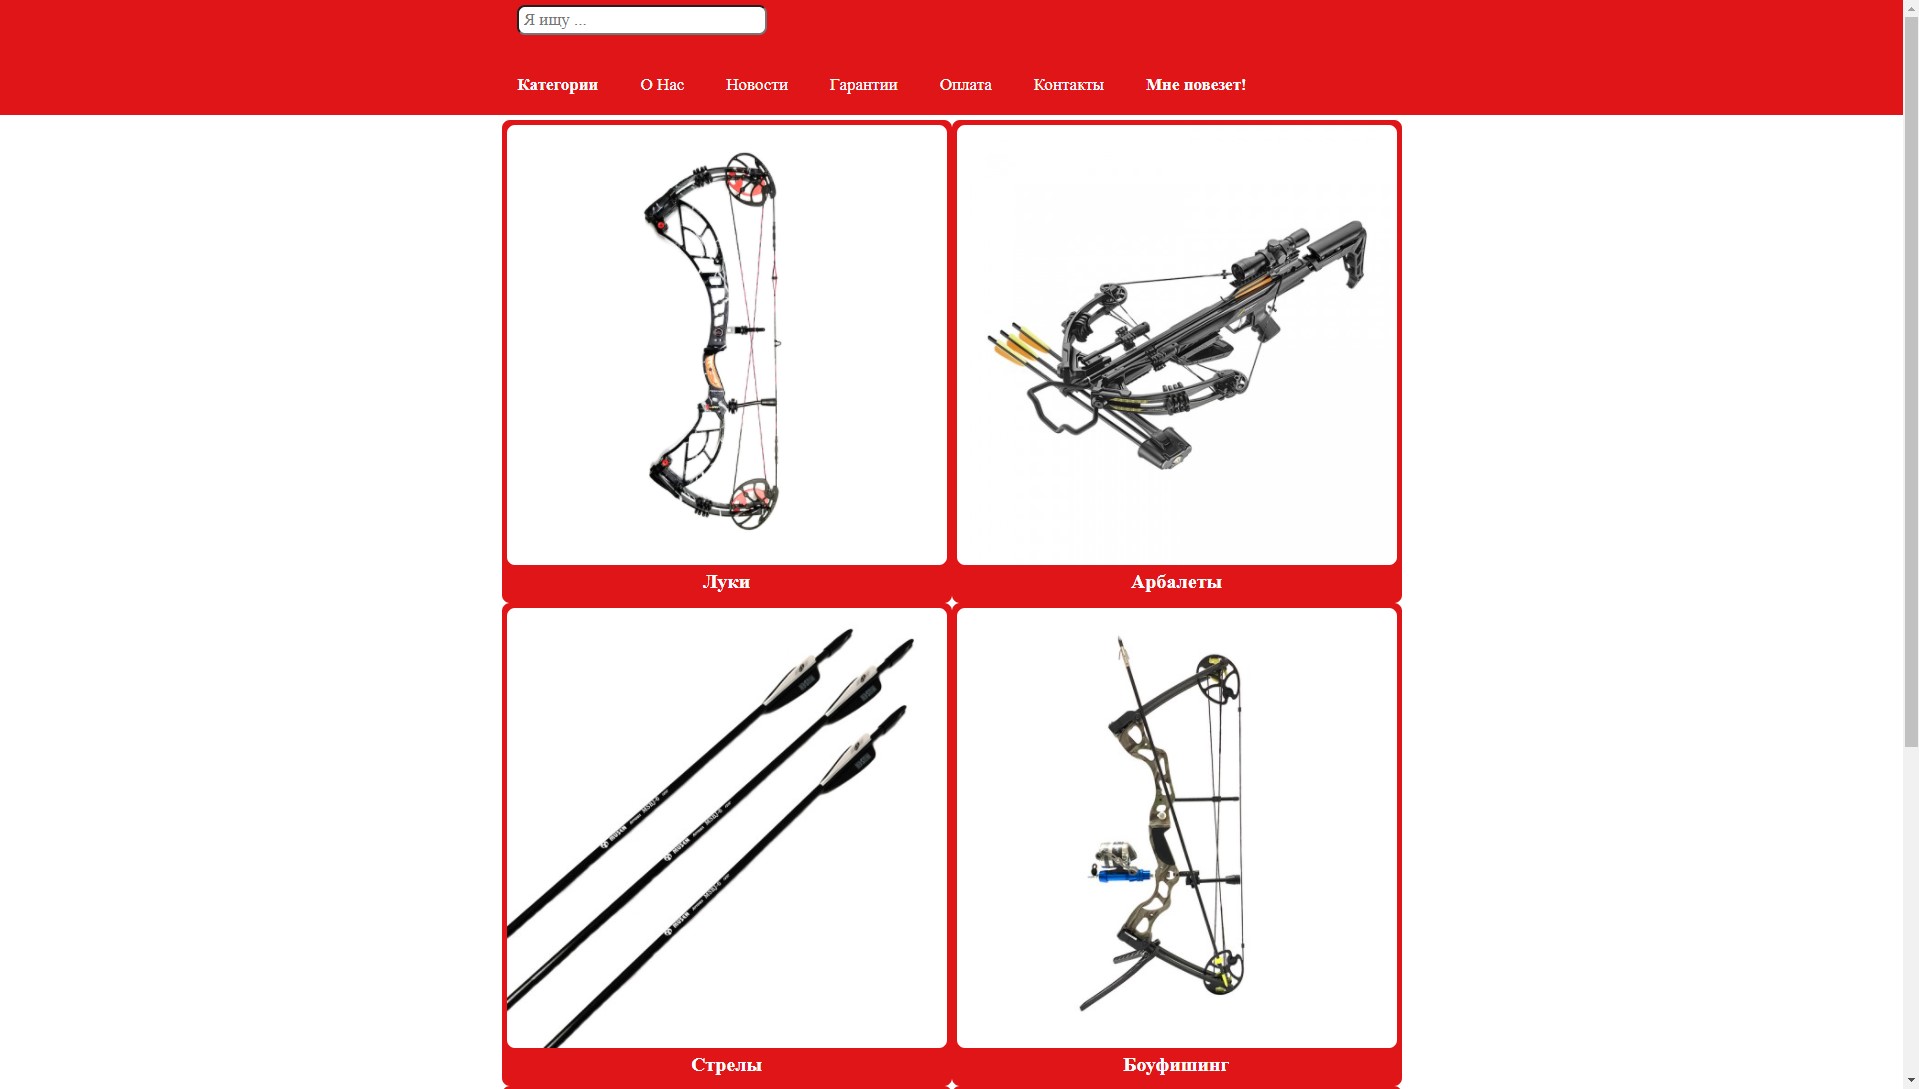 Я ищу ...
Категории О Нас Новости Гарантии Оплата Контакты Мне повезет!
Луки Арбалеты
Стрелы Боуфишинг